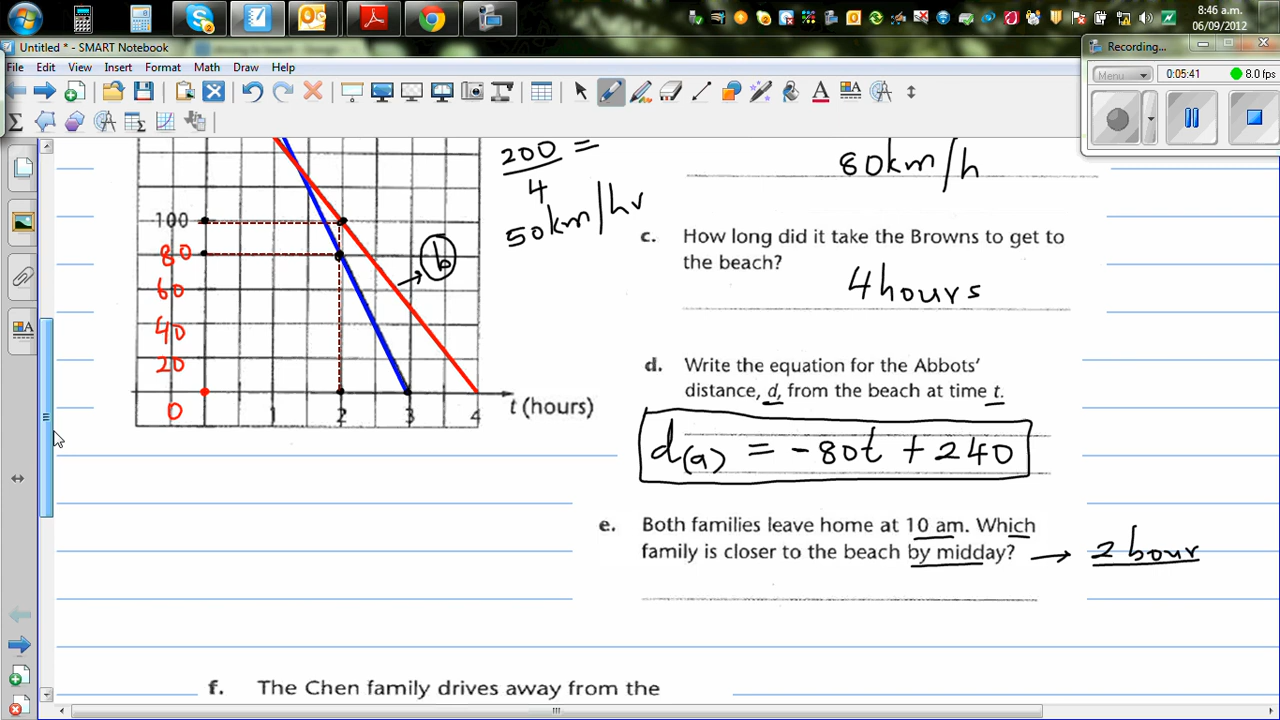 8:46 a.m.
06/09/2012
Untitled * - SMART Notebook
File Edit View Insert Format Math Draw Help
Recording...
Menu
0:05:41
8.0 fps
100
80
60
40
20
0
1 2 3 4
t (hours)
b
200 =
4
50km/hr
80km/h
c. How long did it take the Browns to get to
the beach?
4hours
d. Write the equation for the Abbots'
distance, d, from the beach at time t.
d(a) = -80t + 240
e. Both families leave home at 10 am. Which
family is closer to the beach by midday? → 2 hour
f. The Chen family drives away from the